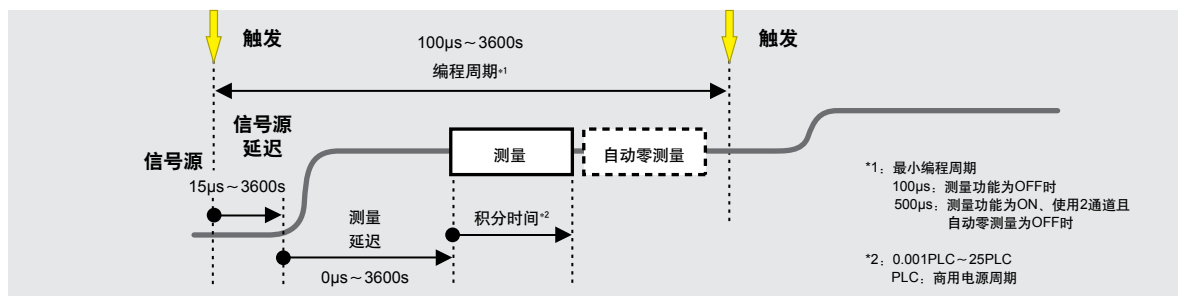 触发
触发
100µs～3600s
编程周期*1
信号源
延迟
信号源
15µs～3600s
测量
自动零测量
测量
延迟
积分时间*2
0µs～3600s
*1：最小编程周期
100µs：测量功能为OFF时
500µs：测量功能为ON、使用2通道且
自动零测量为OFF时
*2：0.001PLC～25PLC
PLC：商用电源周期